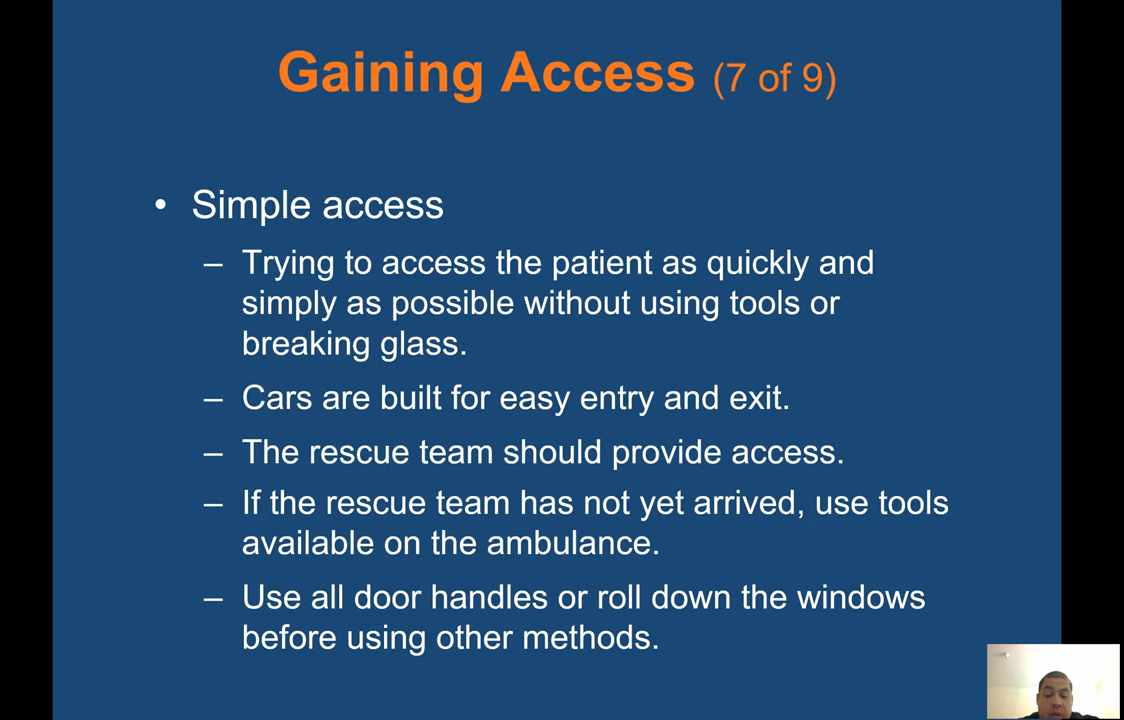 Gaining Access (7 of 9)
• Simple access
– Trying to access the patient as quickly and
simply as possible without using tools or
breaking glass.
– Cars are built for easy entry and exit.
– The rescue team should provide access.
– If the rescue team has not yet arrived, use tools
available on the ambulance.
– Use all door handles or roll down the windows
before using other methods.